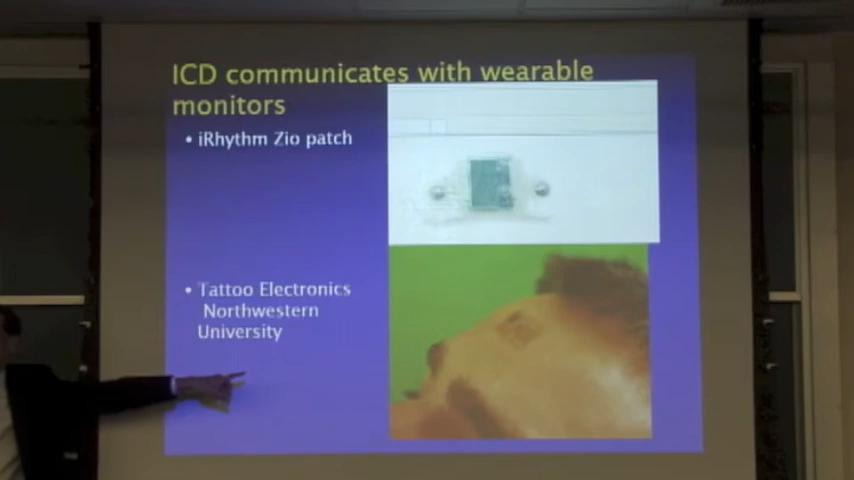 ICD communicates with wearable
monitors
• iRhythm Zio patch
• Tattoo Electronics
Northwestern
University